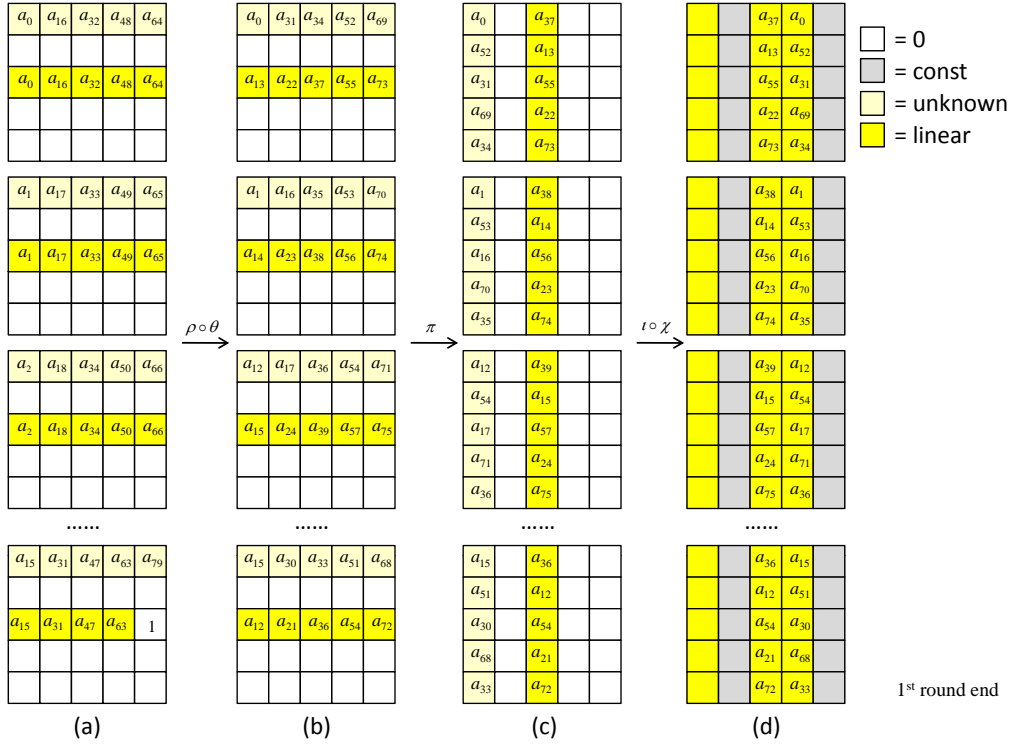 a0 a16 a32 a48 a64 a0 a31 a34 a52 a69 a0 a37 a37 a0
= 0
a52 a13 a13 a52
= const
a0 a16 a32 a48 a64 a13 a22 a37 a55 a73 a31 a55 a55 a31
= unknown
a69 a22 a22 a69
= linear
a34 a73 a73 a34
a1 a17 a33 a49 a65 a1 a16 a35 a53 a70 a1 a38 a38 a1
a53 a14 a14 a53
a1 a17 a33 a49 a65 a14 a23 a38 a56 a74 a16 a56 a56 a16
a70 a23 a23 a70
a35 a74 a74 a35
ρ∘θ π ι∘χ
a2 a18 a34 a50 a66 a12 a17 a36 a54 a71 a12 a39 a39 a12
a54 a15 a15 a54
a2 a18 a34 a50 a66 a15 a24 a39 a57 a75 a17 a57 a57 a17
a71 a24 a24 a71
a36 a75 a75 a36
...... ...... ...... ......
a15 a31 a47 a63 a79 a15 a30 a33 a51 a68 a15 a36 a36 a15
a51 a12 a12 a51
a15 a31 a47 a63 1 a12 a21 a36 a54 a72 a30 a54 a54 a30
a68 a21 a21 a68
a33 a72 a72 a33
1st round end
(a) (b) (c) (d)